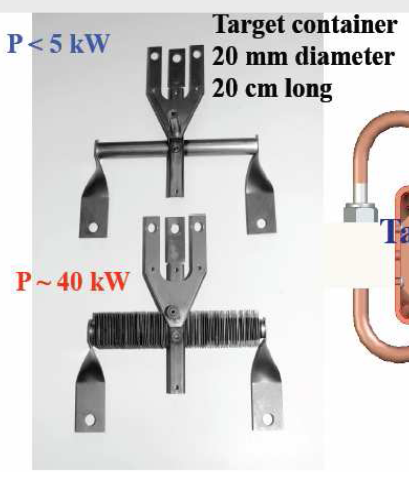 P < 5 kW
Target container
20 mm diameter
20 cm long
P ~ 40 kW